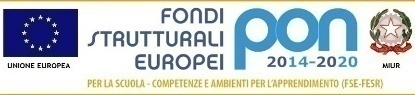 FONDI
STRUTTURALI
EUROPEI
pon
2014-2020
UNIONE EUROPEA
MIUR
PER LA SCUOLA - COMPETENZE E AMBIENTI PER L'APPRENDIMENTO (FSE-FESR)